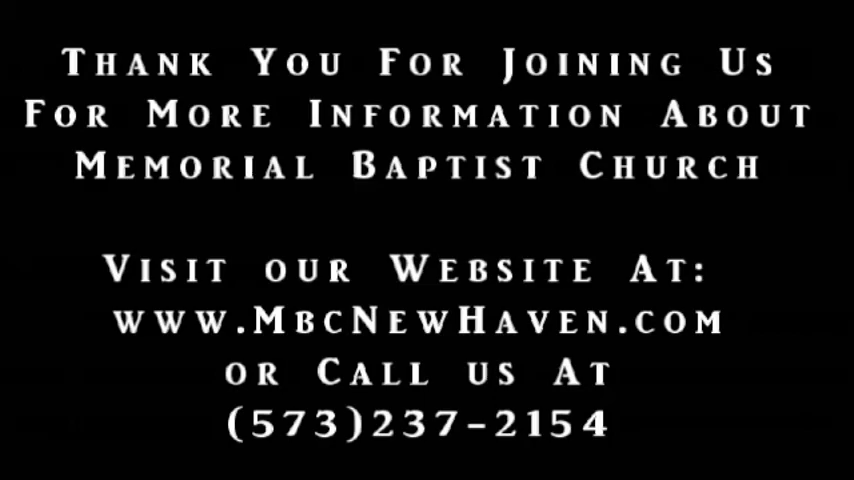 Thank You For Joining Us
For More Information About
Memorial Baptist Church
Visit our Website At:
www.MbcNewHaven.com
or Call us At
(573)237-2154